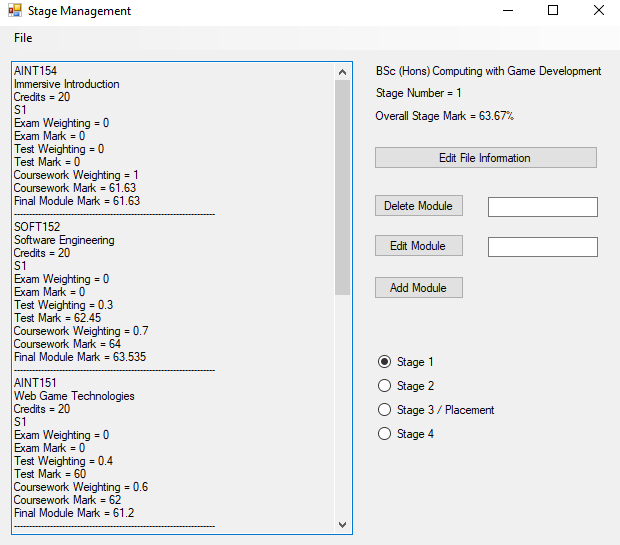 Stage Management
File
AINT154
Immersive Introduction
Credits = 20
S1
Exam Weighting = 0
Exam Mark = 0
Test Weighting = 0
Test Mark = 0
Coursework Weighting = 1
Coursework Mark = 61.63
Final Module Mark = 61.63
--------------------------------------------------------------------
SOFT152
Software Engineering
Credits = 20
S1
Exam Weighting = 0
Exam Mark = 0
Test Weighting = 0.3
Test Mark = 62.45
Coursework Weighting = 0.7
Coursework Mark = 64
Final Module Mark = 63.535
--------------------------------------------------------------------
AINT151
Web Game Technologies
Credits = 20
S1
Exam Weighting = 0
Exam Mark = 0
Test Weighting = 0.4
Test Mark = 60
Coursework Weighting = 0.6
Coursework Mark = 62
Final Module Mark = 61.2
--------------------------------------------------------------------
BSc (Hons) Computing with Game Development
Stage Number = 1
Overall Stage Mark = 63.67%
Edit File Information
Delete Module
Edit Module
Add Module
Stage 1
Stage 2
Stage 3 / Placement
Stage 4